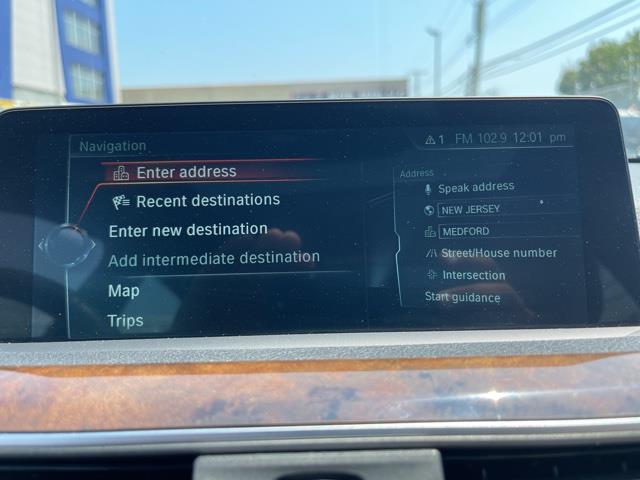 Navigation
1 FM 102.9 12:01 pm
Enter address
Recent destinations
Enter new destination
Add intermediate destination
Map
Trips
Address
Speak address
NEW JERSEY
MEDFORD
Street/House number
Intersection
Start guidance